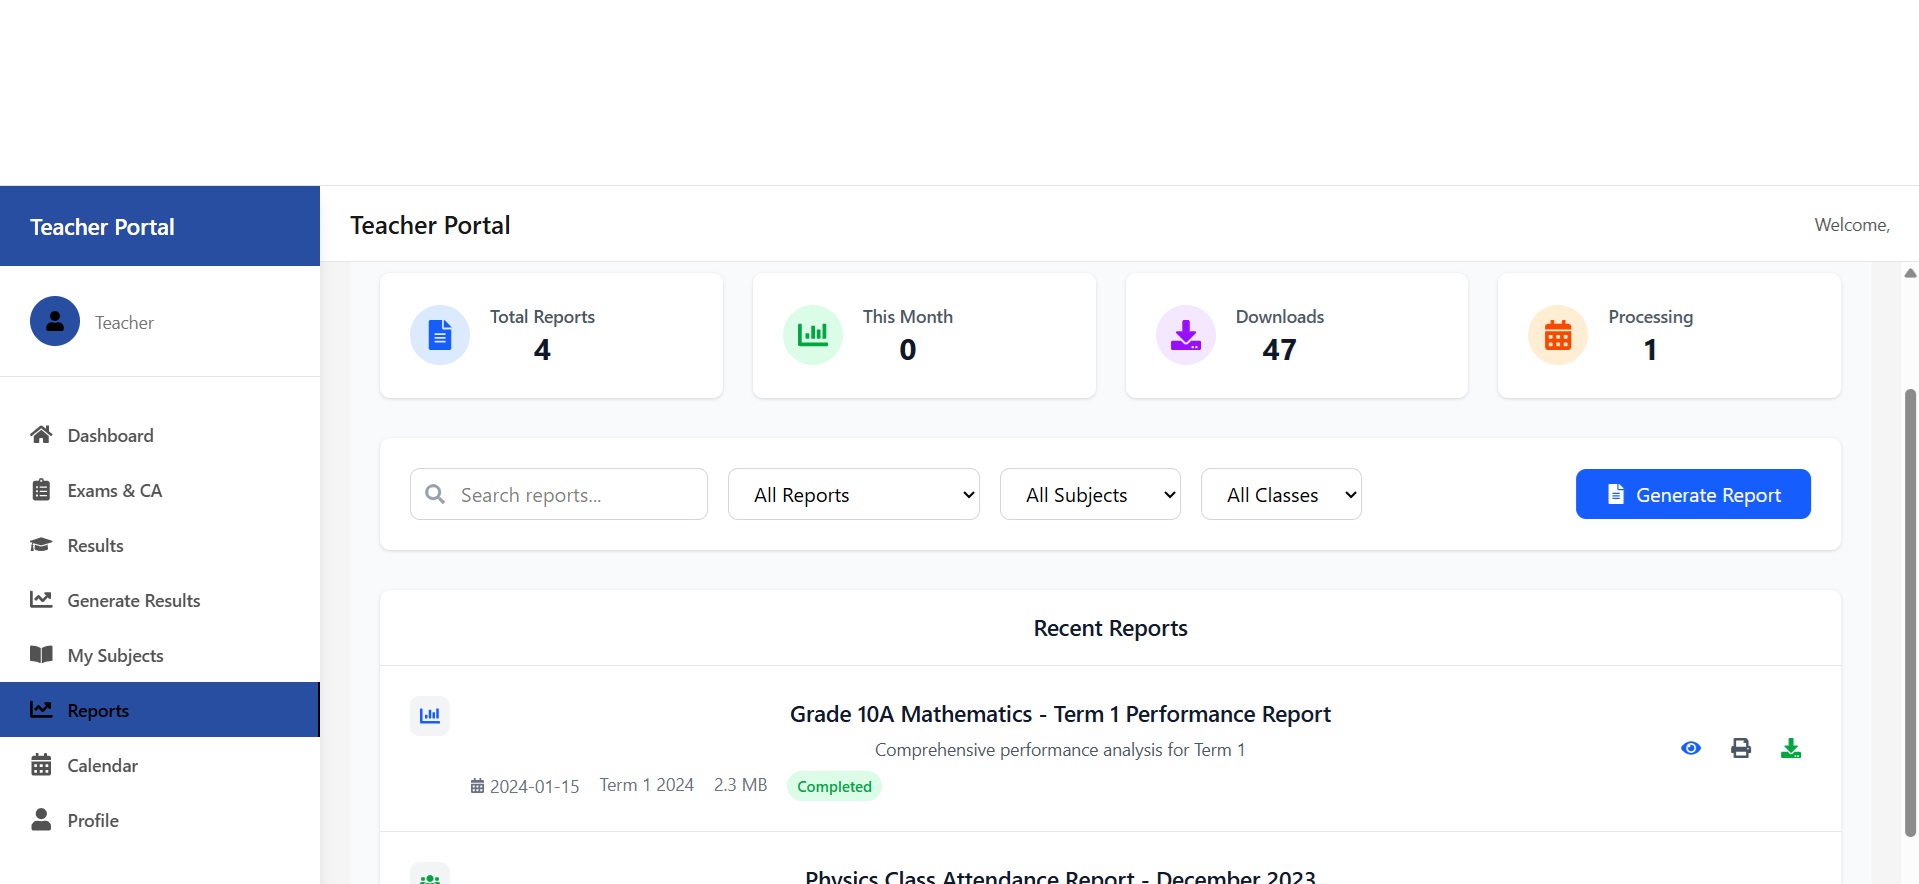 Teacher Portal
Teacher Portal
Welcome,
Teacher
Dashboard
Exams & CA
Results
Generate Results
My Subjects
Reports
Calendar
Profile
Total Reports
4
This Month
0
Downloads
47
Processing
1
Search reports...
All Reports
All Subjects
All Classes
Generate Report
Recent Reports
Grade 10A Mathematics - Term 1 Performance Report
Comprehensive performance analysis for Term 1
2024-01-15 Term 1 2024 2.3 MB Completed
Physics Class Attendance Report - December 2023